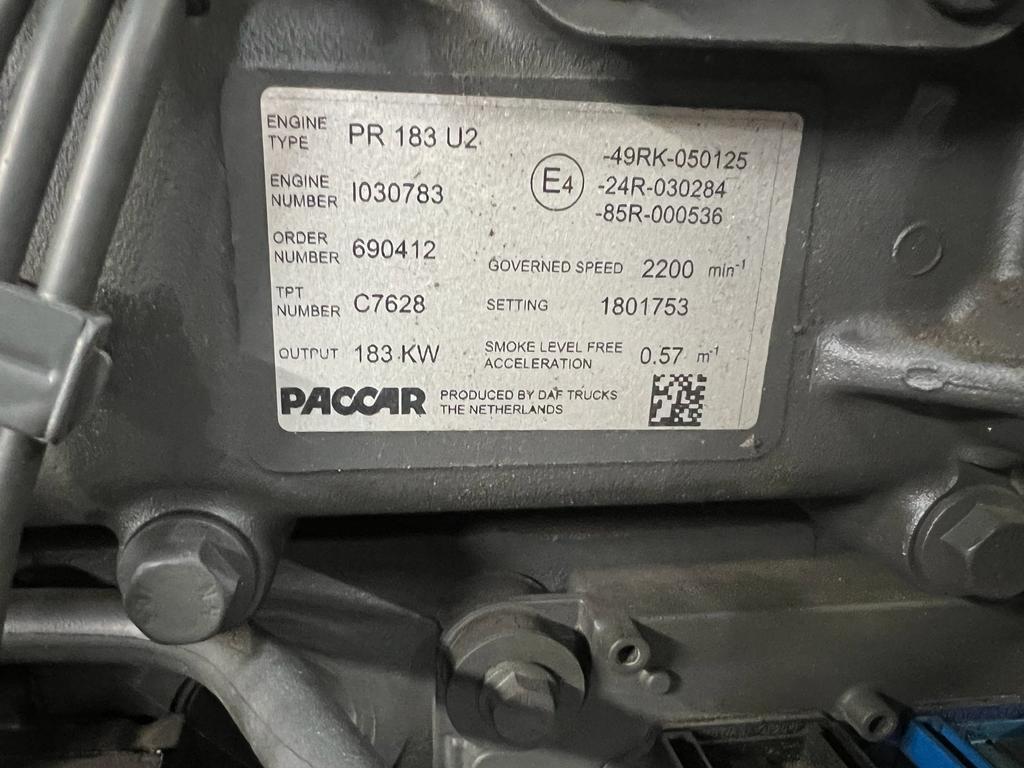 ENGINE TYPE PR 183 U2
ENGINE NUMBER I030783
ORDER NUMBER 690412
TPT NUMBER C7628
OUTPUT 183 KW
E4
-49RK-050125
-24R-030284
-85R-000536
GOVERNED SPEED 2200 min⁻¹
SETTING 1801753
SMOKE LEVEL FREE
ACCELERATION 0.57 m⁻¹
PACCAR
PRODUCED BY DAF TRUCKS
THE NETHERLANDS